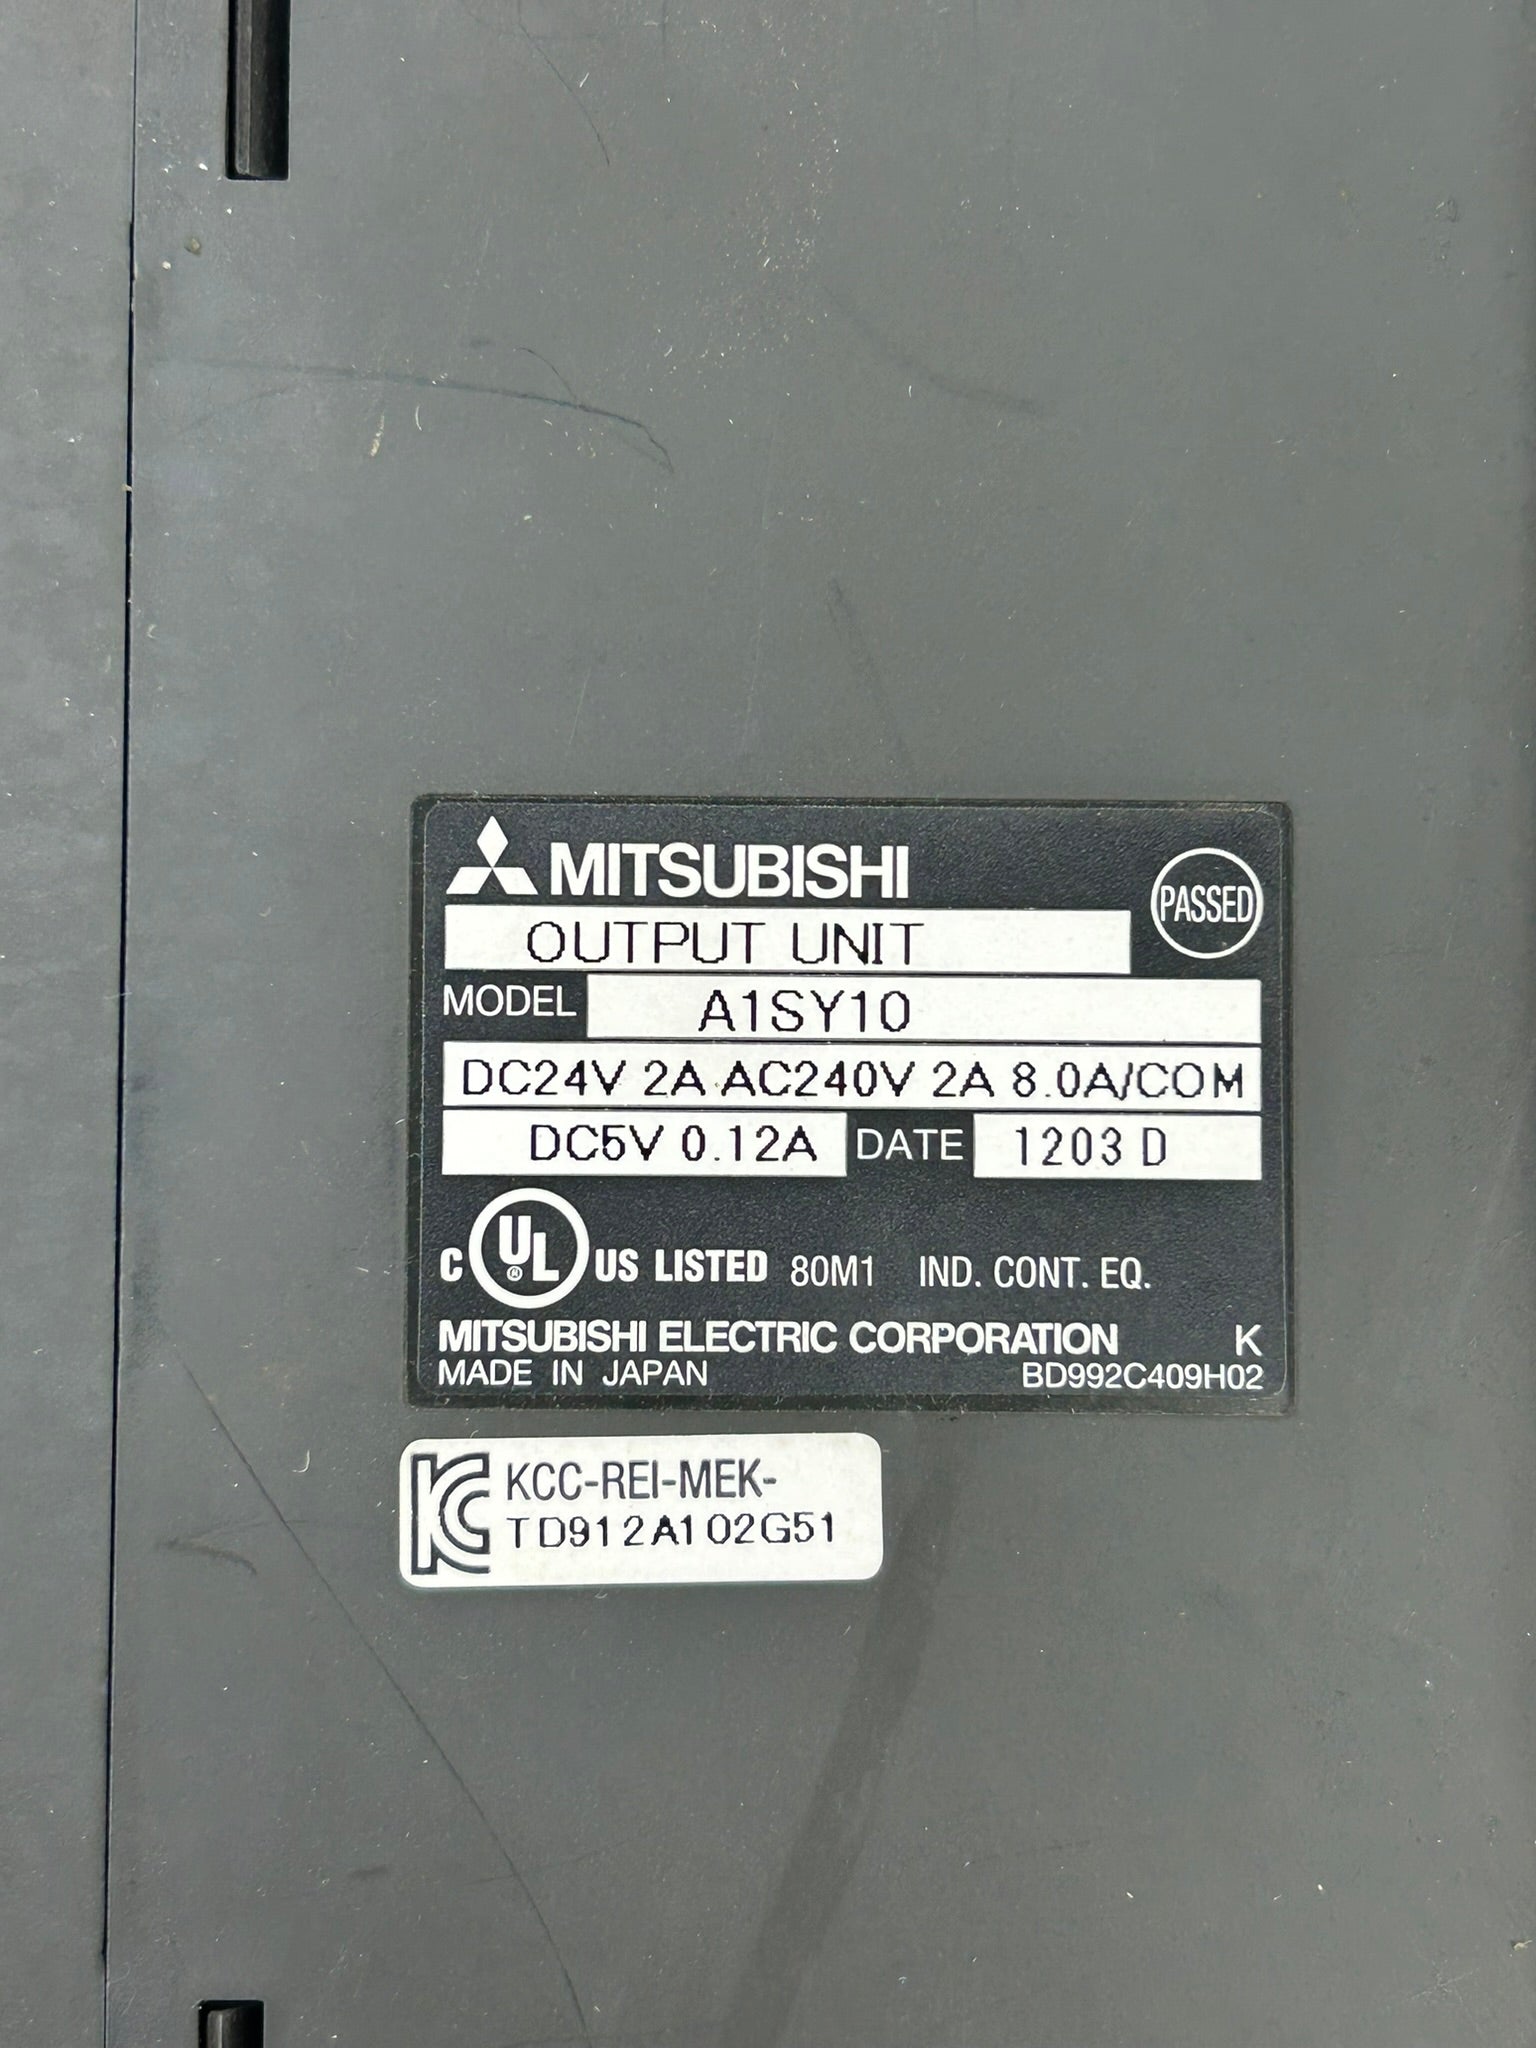 MITSUBISHI
PASSED
OUTPUT UNIT
MODEL A1SY10
DC24V 2A AC240V 2A 8.0A/COM
DC5V 0.12A DATE 1203 D
C UL® US LISTED 80M1 IND. CONT. EQ.
MITSUBISHI ELECTRIC CORPORATION K
MADE IN JAPAN BD992C409H02
KCC-REI-MEK-
TD912A102G51